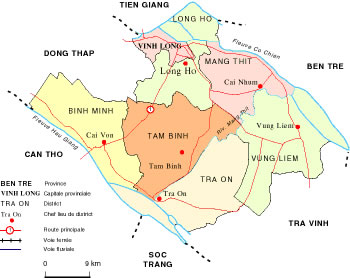 TIEN GIANG
LONG HO
Fleuve Co Chien
VINH LONG
DONG THAP
MANG THIT
Long Ho
BEN TRE
Cai Nhum
BINH MINH
Riv. Mang Thit
Fleuve Hau Giang
TAM BINH
Vung Liem
Cai Von
CAN THO
VUNG LIEM
Tam Binh
TRA ON
BEN TRE Province
VINH LONG Capitale provinciale
TRA ON District
Tra On Chef lieu de district
1 Route principale
Voie ferrée
Voie fluviale
Tra On
TRA VINH
SOC
TRANG
0 9 km
1